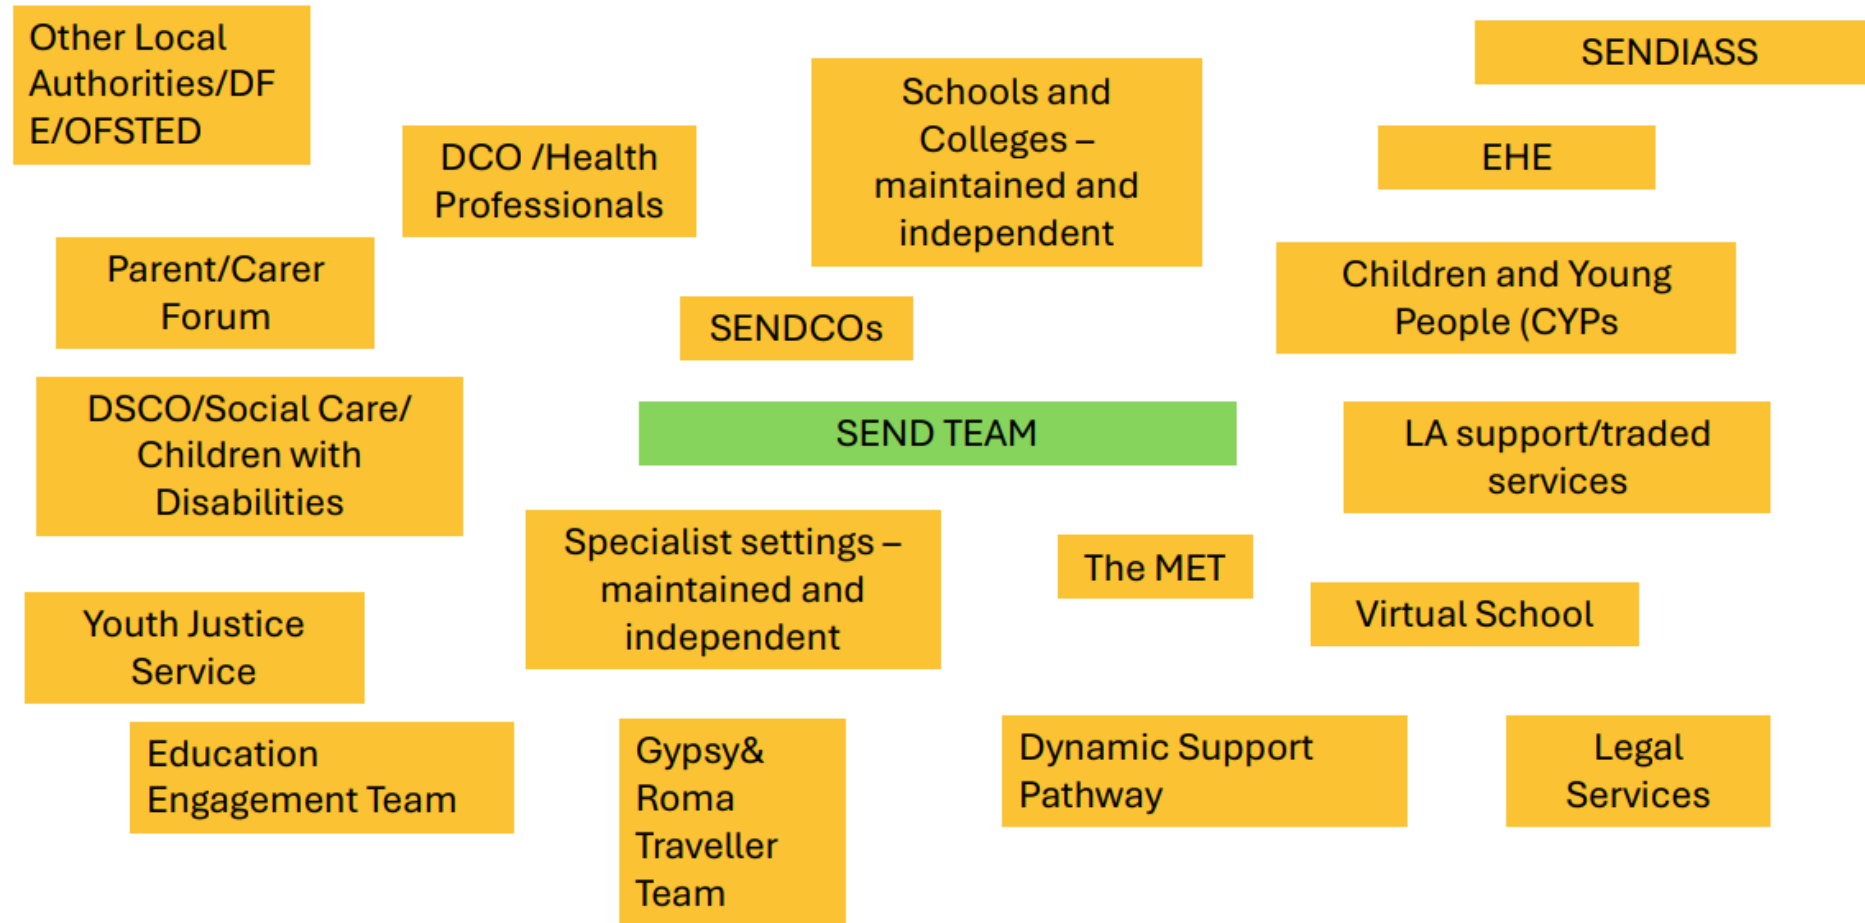 Other Local
Authorities/DF
E/OFSTED
DCO /Health
Professionals
Schools and
Colleges –
maintained and
independent
SENDIASS
EHE
Parent/Carer
Forum
SENDCOs
Children and Young
People (CYPs
DSCO/Social Care/
Children with
Disabilities
SEND TEAM
LA support/traded
services
Specialist settings –
maintained and
independent
The MET
Virtual School
Youth Justice
Service
Education
Engagement Team
Gypsy&
Roma
Traveller
Team
Dynamic Support
Pathway
Legal
Services